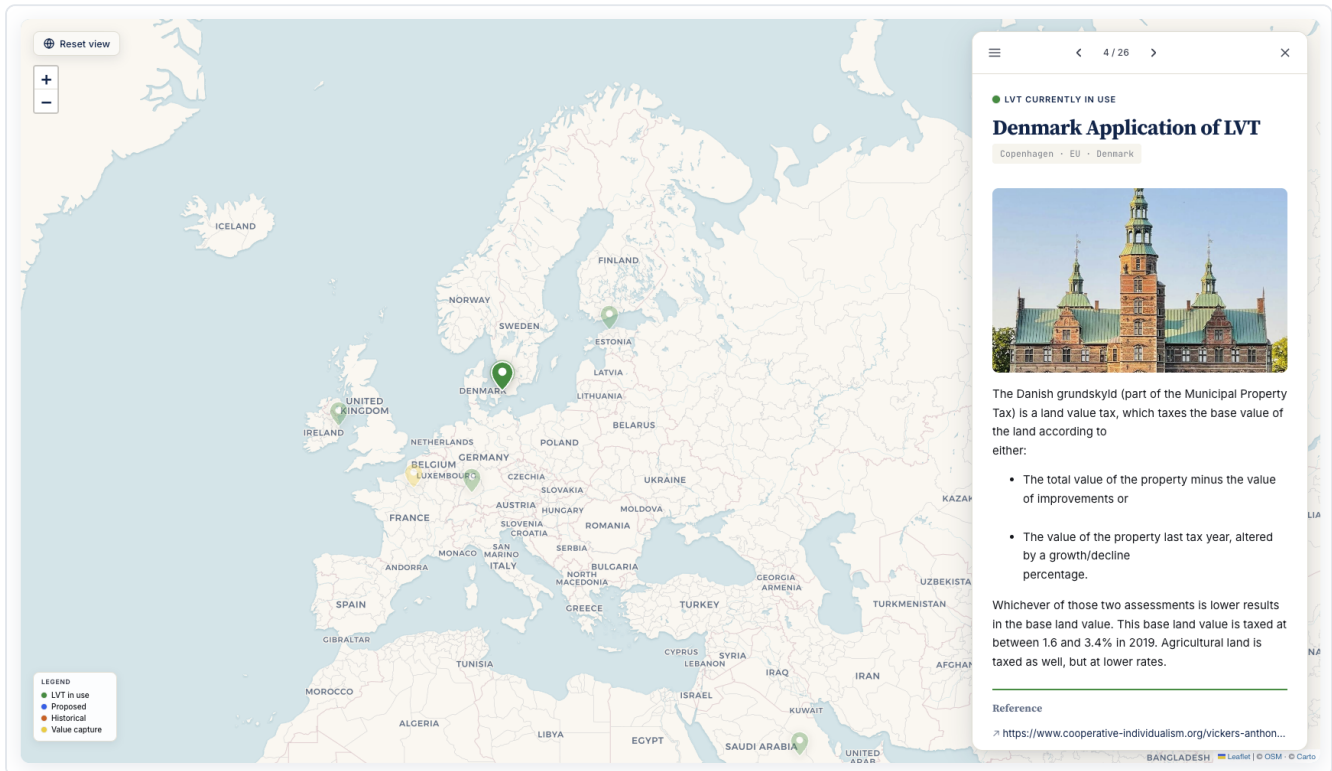 Reset view
+
−
ICELAND
FINLAND
NORWAY
SWEDEN
ESTONIA
LATVIA
DENMARK
LITHUANIA
UNITED
KINGDOM
IRELAND
BELARUS
NETHERLANDS
POLAND
GERMANY
BELGIUM
LUXEMBOURG
CZECHIA
UKRAINE
SLOVAKIA
KAZAK
AUSTRIA
HUNGARY
MOLDOVA
FRANCE
SLOVENIA
CROATIA
ROMANIA
MONACO
SAN
MARINO
SERBIA
ANDORRA
ITALY
BULGARIA
NORTH
MACEDONIA
GEORGIA
ARMENIA
UZBEKISTA
SPAIN
GREECE
TURKEY
TURKMENISTAN
GIBRALTAR
CYPRUS
SYRIA
LEBANON
TUNISIA
IRAQ
IRAN
AFGHAN
MOROCCO
ISRAEL
KUWAIT
ALGERIA
LIBYA
EGYPT
SAUDI ARABIA
UNITED
ARAB
BANGLADESH
LEGEND
LVT in use
Proposed
Historical
Value capture
4 / 26
LVT CURRENTLY IN USE
Denmark Application of LVT
Copenhagen · EU · Denmark
The Danish grundskyld (part of the Municipal Property
Tax) is a land value tax, which taxes the base value of
the land according to
either:
• The total value of the property minus the value
of improvements or
• The value of the property last tax year, altered
by a growth/decline
percentage.
Whichever of those two assessments is lower results
in the base land value. This base land value is taxed at
between 1.6 and 3.4% in 2019. Agricultural land is
taxed as well, but at lower rates.
Reference
↗ https://www.cooperative-individualism.org/vickers-anthon...
Leaflet | © OSM · © Carto